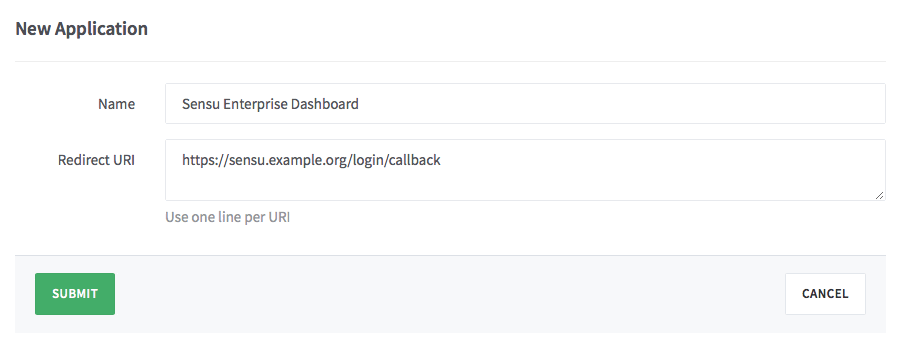 New Application
Name
Sensu Enterprise Dashboard
Redirect URI
https://sensu.example.org/login/callback
Use one line per URI
SUBMIT
CANCEL